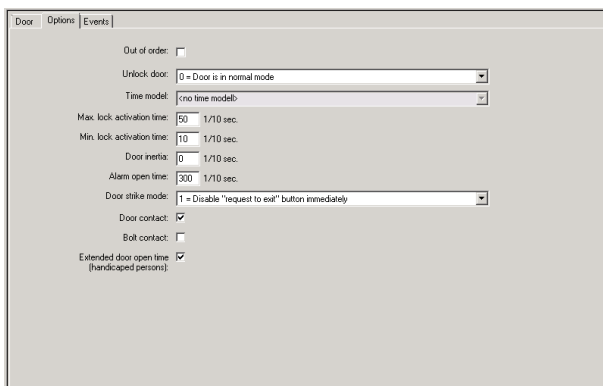 Door Options Events
Out of order:
Unlock door: 0 = Door is in normal mode
Time model: <no time model>
Max. lock activation time: 50 1/10 sec.
Min. lock activation time: 10 1/10 sec.
Door inertia: 0 1/10 sec.
Alarm open time: 300 1/10 sec.
Door strike mode: 1 = Disable "request to exit" button immediately
Door contact:
Bolt contact:
Extended door open time
(handicaped persons):